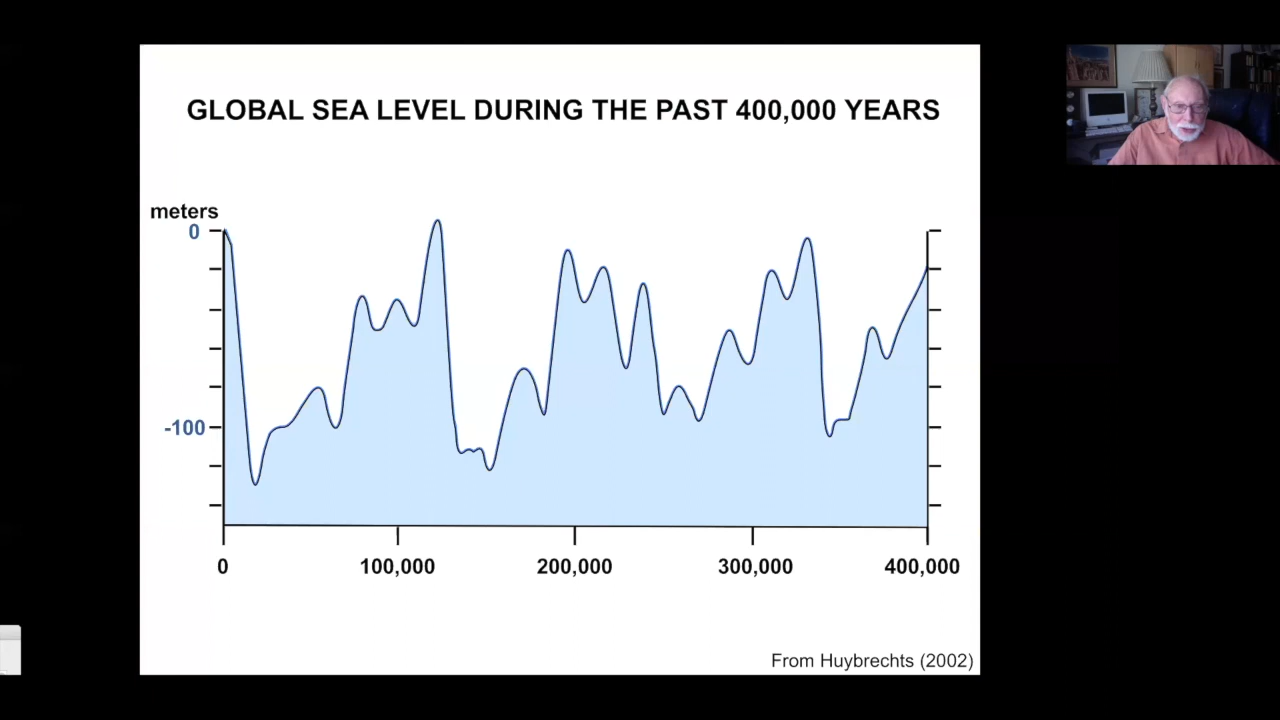 GLOBAL SEA LEVEL DURING THE PAST 400,000 YEARS
meters
0
-100
0 100,000 200,000 300,000 400,000
From Huybrechts (2002)